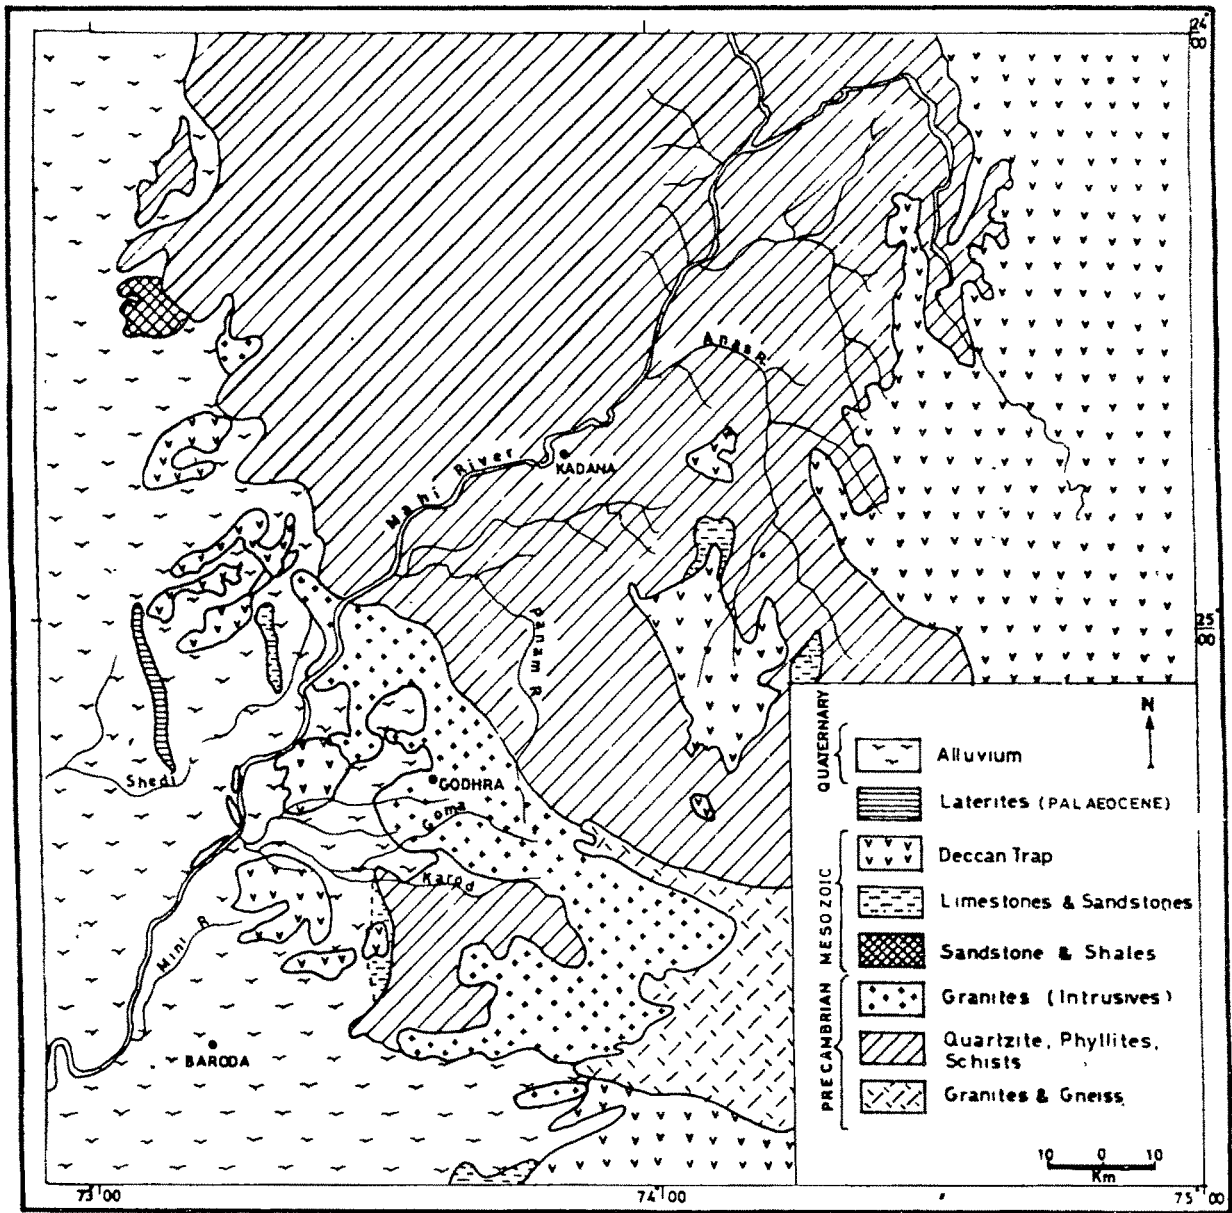 24°
00
Anas R.
Mahi River
KADANA
Panam R.
25°
00
Shedi
GODHRA
Goma
Karad
Mini R
BARODA
N
QUATERNARY
Alluvium
Laterites (PALAEOCENE)
MESOZOIC
Deccan Trap
Limestones & Sandstones
Sandstone & Shales
PRECAMBRIAN
Granites (Intrusives)
Quartzite, Phyllites,
Schists
Granites & Gneiss
10 0 10
Km
73°00
74°00
75°00